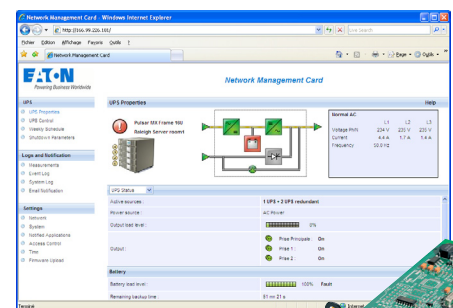 Network Management Card - Windows Internet Explorer
http://166.99.226.101/
Live Search
Fichier Edition Affichage Favoris Outils ?
Network Management Card
Page Outils
EATON
Powering Business Worldwide
Network Management Card
UPS
UPS Properties
UPS Control
Weekly Schedule
Shutdown Parameters
Logs and Notification
Measurements
Event Log
System Log
Email Notification
Settings
Network
System
Notified Applications
Access Control
Time
Firmware Upload
UPS Properties
Help
Pulsar MX Frame 160
Raleigh Server room1
Normal AC
L1 L2 L3
Voltage RMS 234 V 233 V 233 V
Current 4.4 A 1.7 A 1.4 A
Frequency 50.0 Hz
UPS Status
Active sources : 1 UPS + 2 UPS redundant
Power source : AC Power
Output load level : 0%
Output :
Prise Principale : On
Prise 1 : On
Prise 2 : On
Battery
Battery load level : 100% Fault
Remaining backup time : 51 mn 21 s
Terminé
Internet